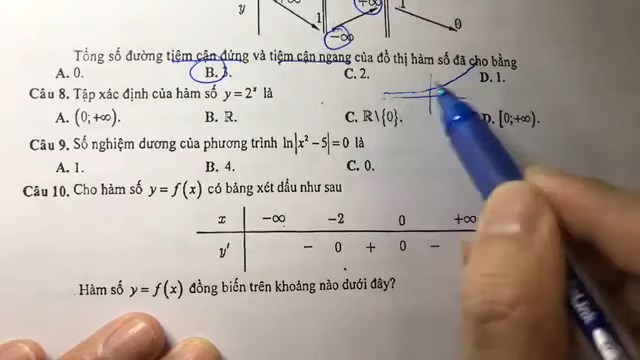 y 1 -∞ +∞ 1 0
Tổng số đường tiệm cận đứng và tiệm cận ngang của đồ thị hàm số đã cho bằng
A. 0. B. 3. C. 2. D. 1.
Câu 8. Tập xác định của hàm số y = 2^x là
A. (0;+∞). B. ℝ. C. ℝ\{0}. D. [0;+∞).
Câu 9. Số nghiệm dương của phương trình ln|x² − 5| = 0 là
A. 1. B. 4. C. 0.
Câu 10. Cho hàm số y = f(x) có bảng xét dấu như sau
x −∞ −2 0 +∞
y' − 0 + 0 −
Hàm số y = f(x) đồng biến trên khoảng nào dưới đây?